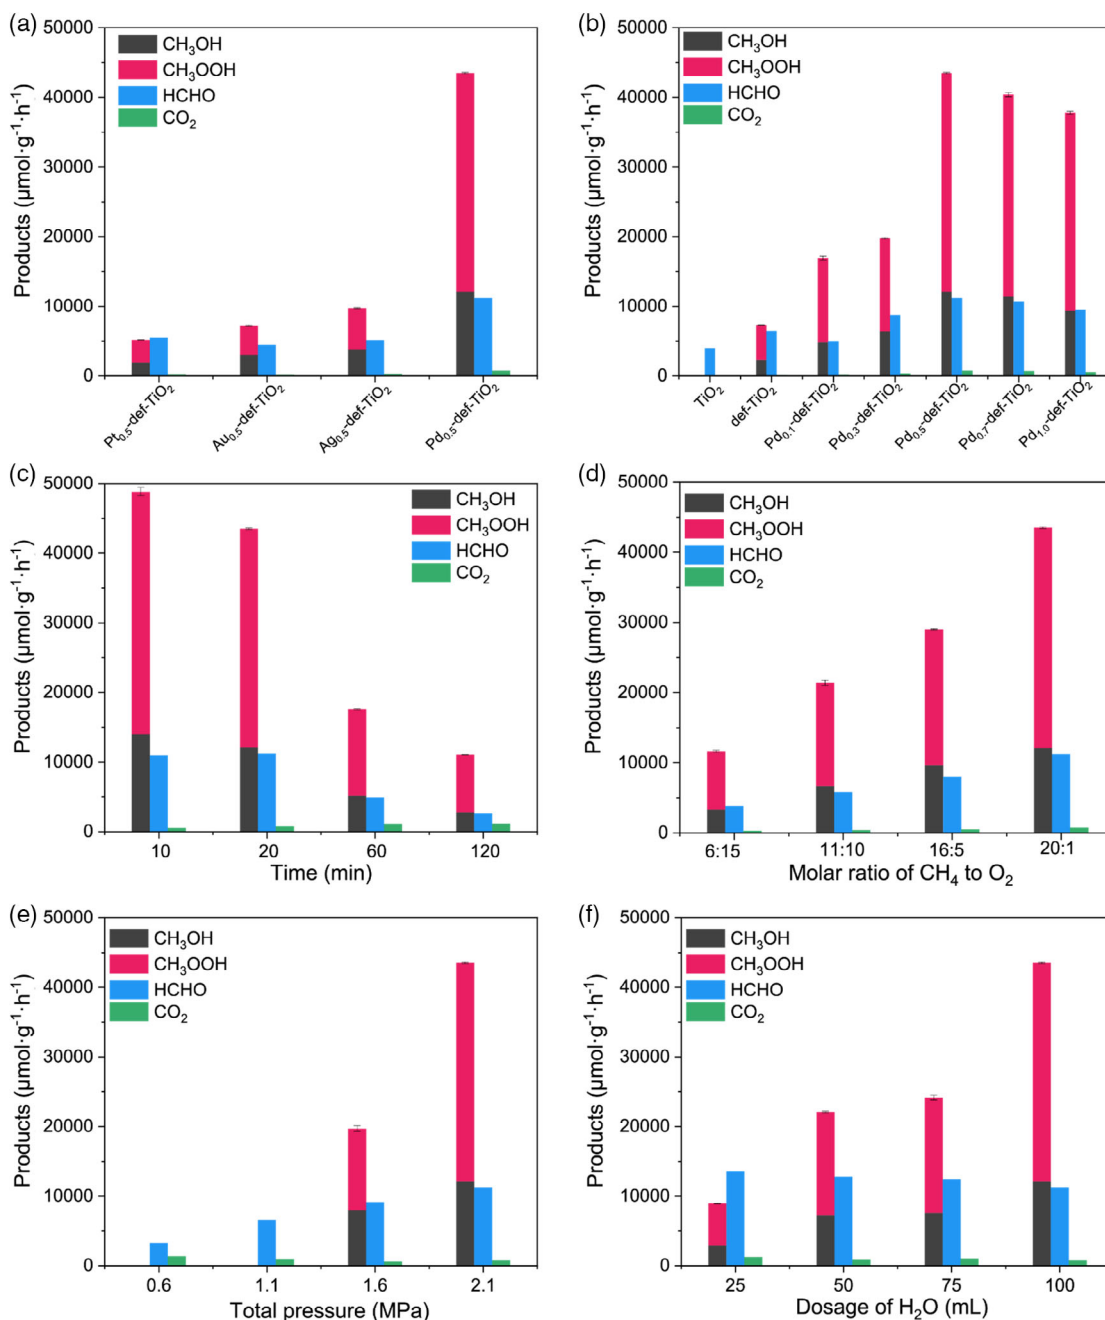 (a)
50000
40000
30000
20000
10000
0
Products (µmol·g⁻¹·h⁻¹)
CH₃OH
CH₃OOH
HCHO
CO₂
Pt₀.₅-def-TiO₂
Au₀.₅-def-TiO₂
Ag₀.₅-def-TiO₂
Pd₀.₅-def-TiO₂
(b)
50000
40000
30000
20000
10000
0
Products (µmol·g⁻¹·h⁻¹)
CH₃OH
CH₃OOH
HCHO
CO₂
TiO₂
def-TiO₂
Pd₀.₁-def-TiO₂
Pd₀.₃-def-TiO₂
Pd₀.₅-def-TiO₂
Pd₀.₇-def-TiO₂
Pd₁.₀-def-TiO₂
(c)
50000
40000
30000
20000
10000
0
Products (µmol·g⁻¹·h⁻¹)
CH₃OH
CH₃OOH
HCHO
CO₂
10 20 60 120
Time (min)
(d)
50000
40000
30000
20000
10000
0
Products (µmol·g⁻¹·h⁻¹)
CH₃OH
CH₃OOH
HCHO
CO₂
6:15 11:10 16:5 20:1
Molar ratio of CH₄ to O₂
(e)
50000
40000
30000
20000
10000
0
Products (µmol·g⁻¹·h⁻¹)
CH₃OH
CH₃OOH
HCHO
CO₂
0.6 1.1 1.6 2.1
Total pressure (MPa)
(f)
50000
40000
30000
20000
10000
0
Products (µmol·g⁻¹·h⁻¹)
CH₃OH
CH₃OOH
HCHO
CO₂
25 50 75 100
Dosage of H₂O (mL)